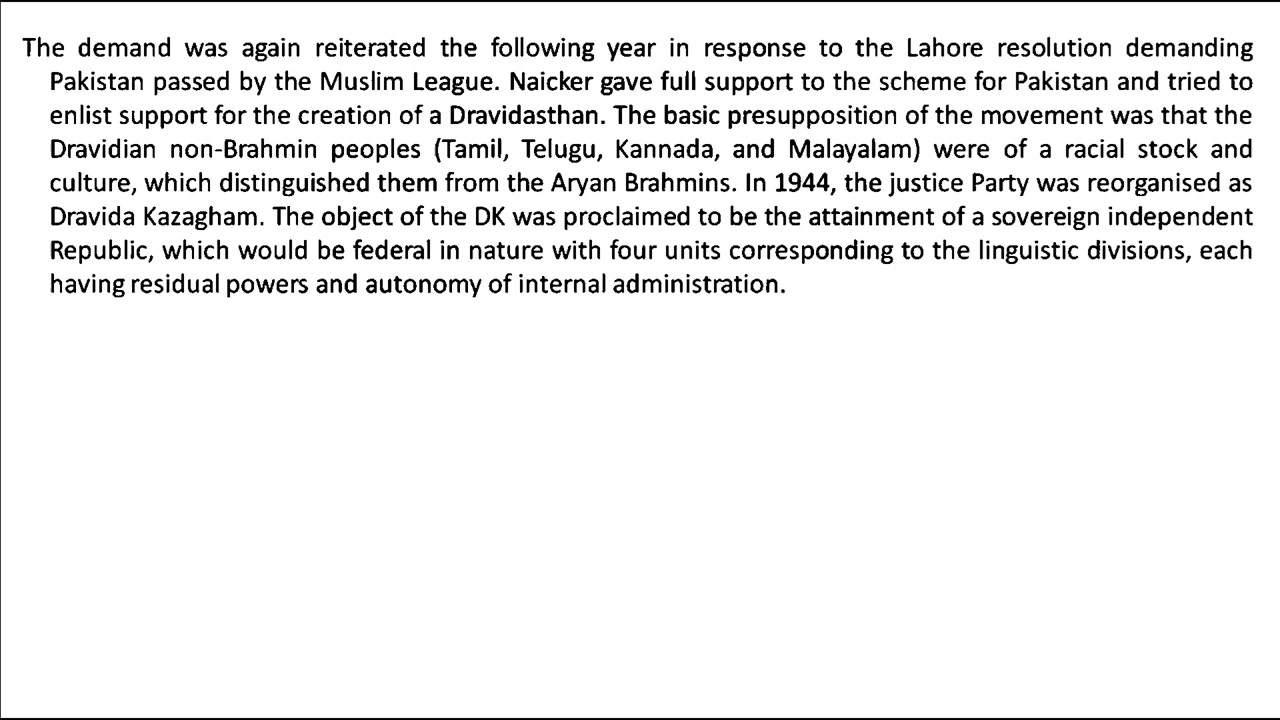 The demand was again reiterated the following year in response to the Lahore resolution demanding
Pakistan passed by the Muslim League. Naicker gave full support to the scheme for Pakistan and tried to
enlist support for the creation of a Dravidasthan. The basic presupposition of the movement was that the
Dravidian non-Brahmin peoples (Tamil, Telugu, Kannada, and Malayalam) were of a racial stock and
culture, which distinguished them from the Aryan Brahmins. In 1944, the justice Party was reorganised as
Dravida Kazagham. The object of the DK was proclaimed to be the attainment of a sovereign independent
Republic, which would be federal in nature with four units corresponding to the linguistic divisions, each
having residual powers and autonomy of internal administration.